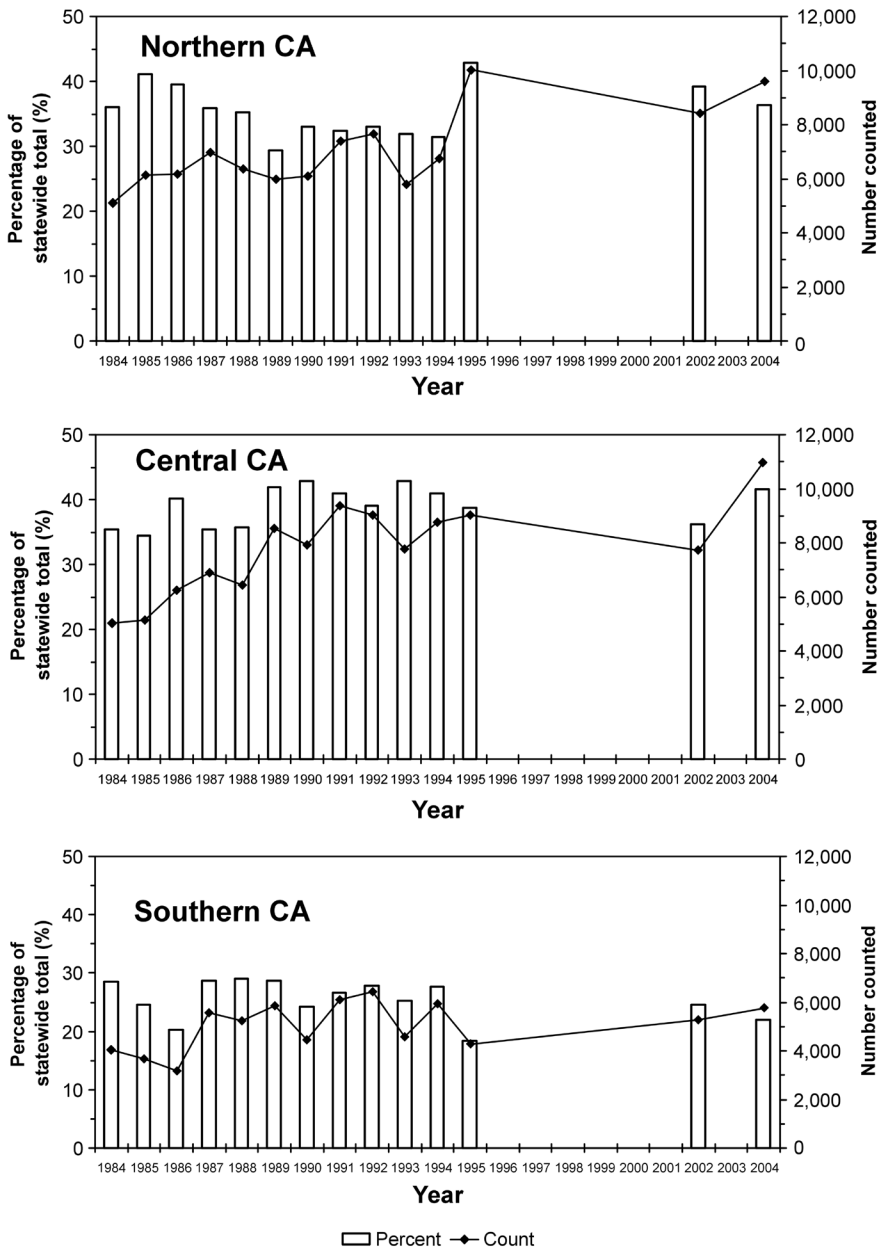 Northern CA
Percentage of
statewide total (%)
50
40
30
20
10
0
12,000
10,000
8,000
6,000
4,000
2,000
0
Number counted
1984 1985 1986 1987 1988 1989 1990 1991 1992 1993 1994 1995 1996 1997 1998 1999 2000 2001 2002 2003 2004
Year
Central CA
Percentage of
statewide total (%)
50
40
30
20
10
0
12,000
10,000
8,000
6,000
4,000
2,000
0
Number counted
1984 1985 1986 1987 1988 1989 1990 1991 1992 1993 1994 1995 1996 1997 1998 1999 2000 2001 2002 2003 2004
Year
Southern CA
Percentage of
statewide total (%)
50
40
30
20
10
0
12,000
10,000
8,000
6,000
4,000
2,000
0
Number counted
1984 1985 1986 1987 1988 1989 1990 1991 1992 1993 1994 1995 1996 1997 1998 1999 2000 2001 2002 2003 2004
Year
Percent Count